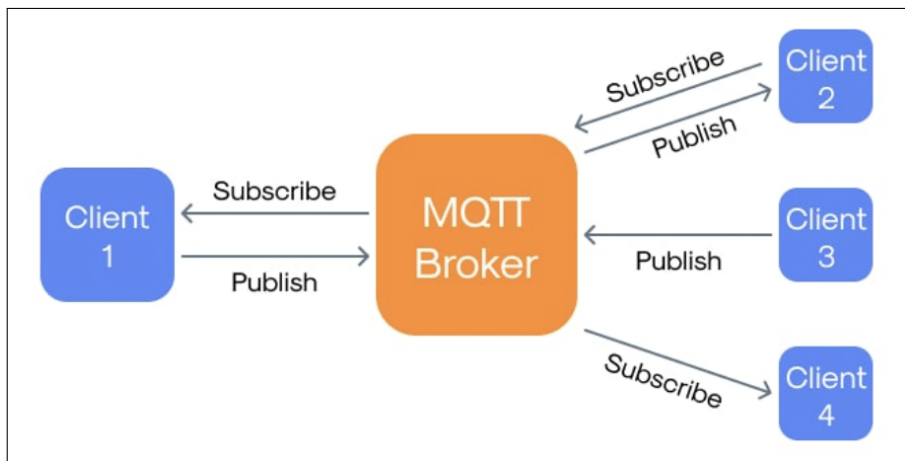 Client
1
Subscribe
Publish
MQTT
Broker
Subscribe
Publish
Client
2
Publish
Client
3
Subscribe
Client
4